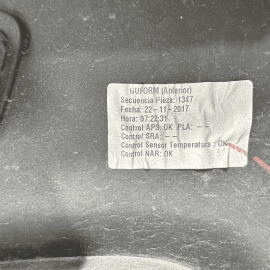 GUFORM (Anterior)
Secuencia Pieza: 1347
Fecha: 22-11-2017
Hora: 07:22:31
Control APS: OK PLA: - -
Control SRA: - -
Control Sensor Temperatura : OK
Control NAR: OK